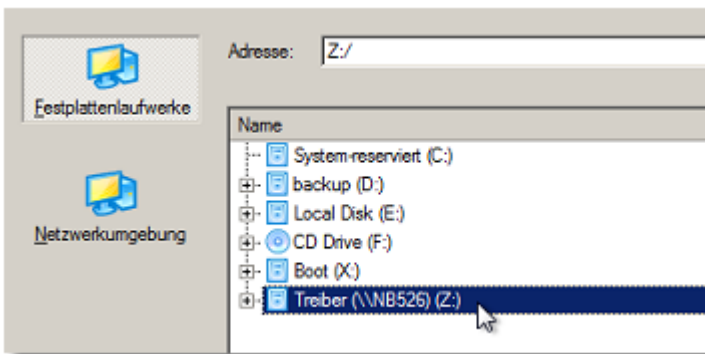 Adresse: Z:/
Festplattenlaufwerke
Netzwerkumgebung
Name
System-reserviert (C:)
backup (D:)
Local Disk (E:)
CD Drive (F:)
Boot (X:)
Treiber (\\NB526) (Z:)